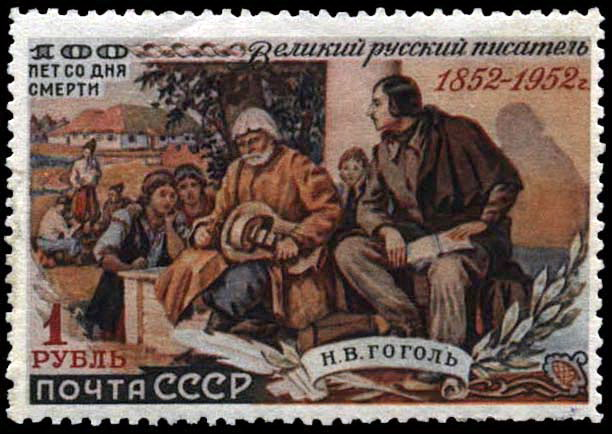 100
ЛЕТ СО ДНЯ
СМЕРТИ
Великий русский писатель
1852-1952г.
1
РУБЛЬ
Н.В.ГОГОЛЬ
ПОЧТА СССР